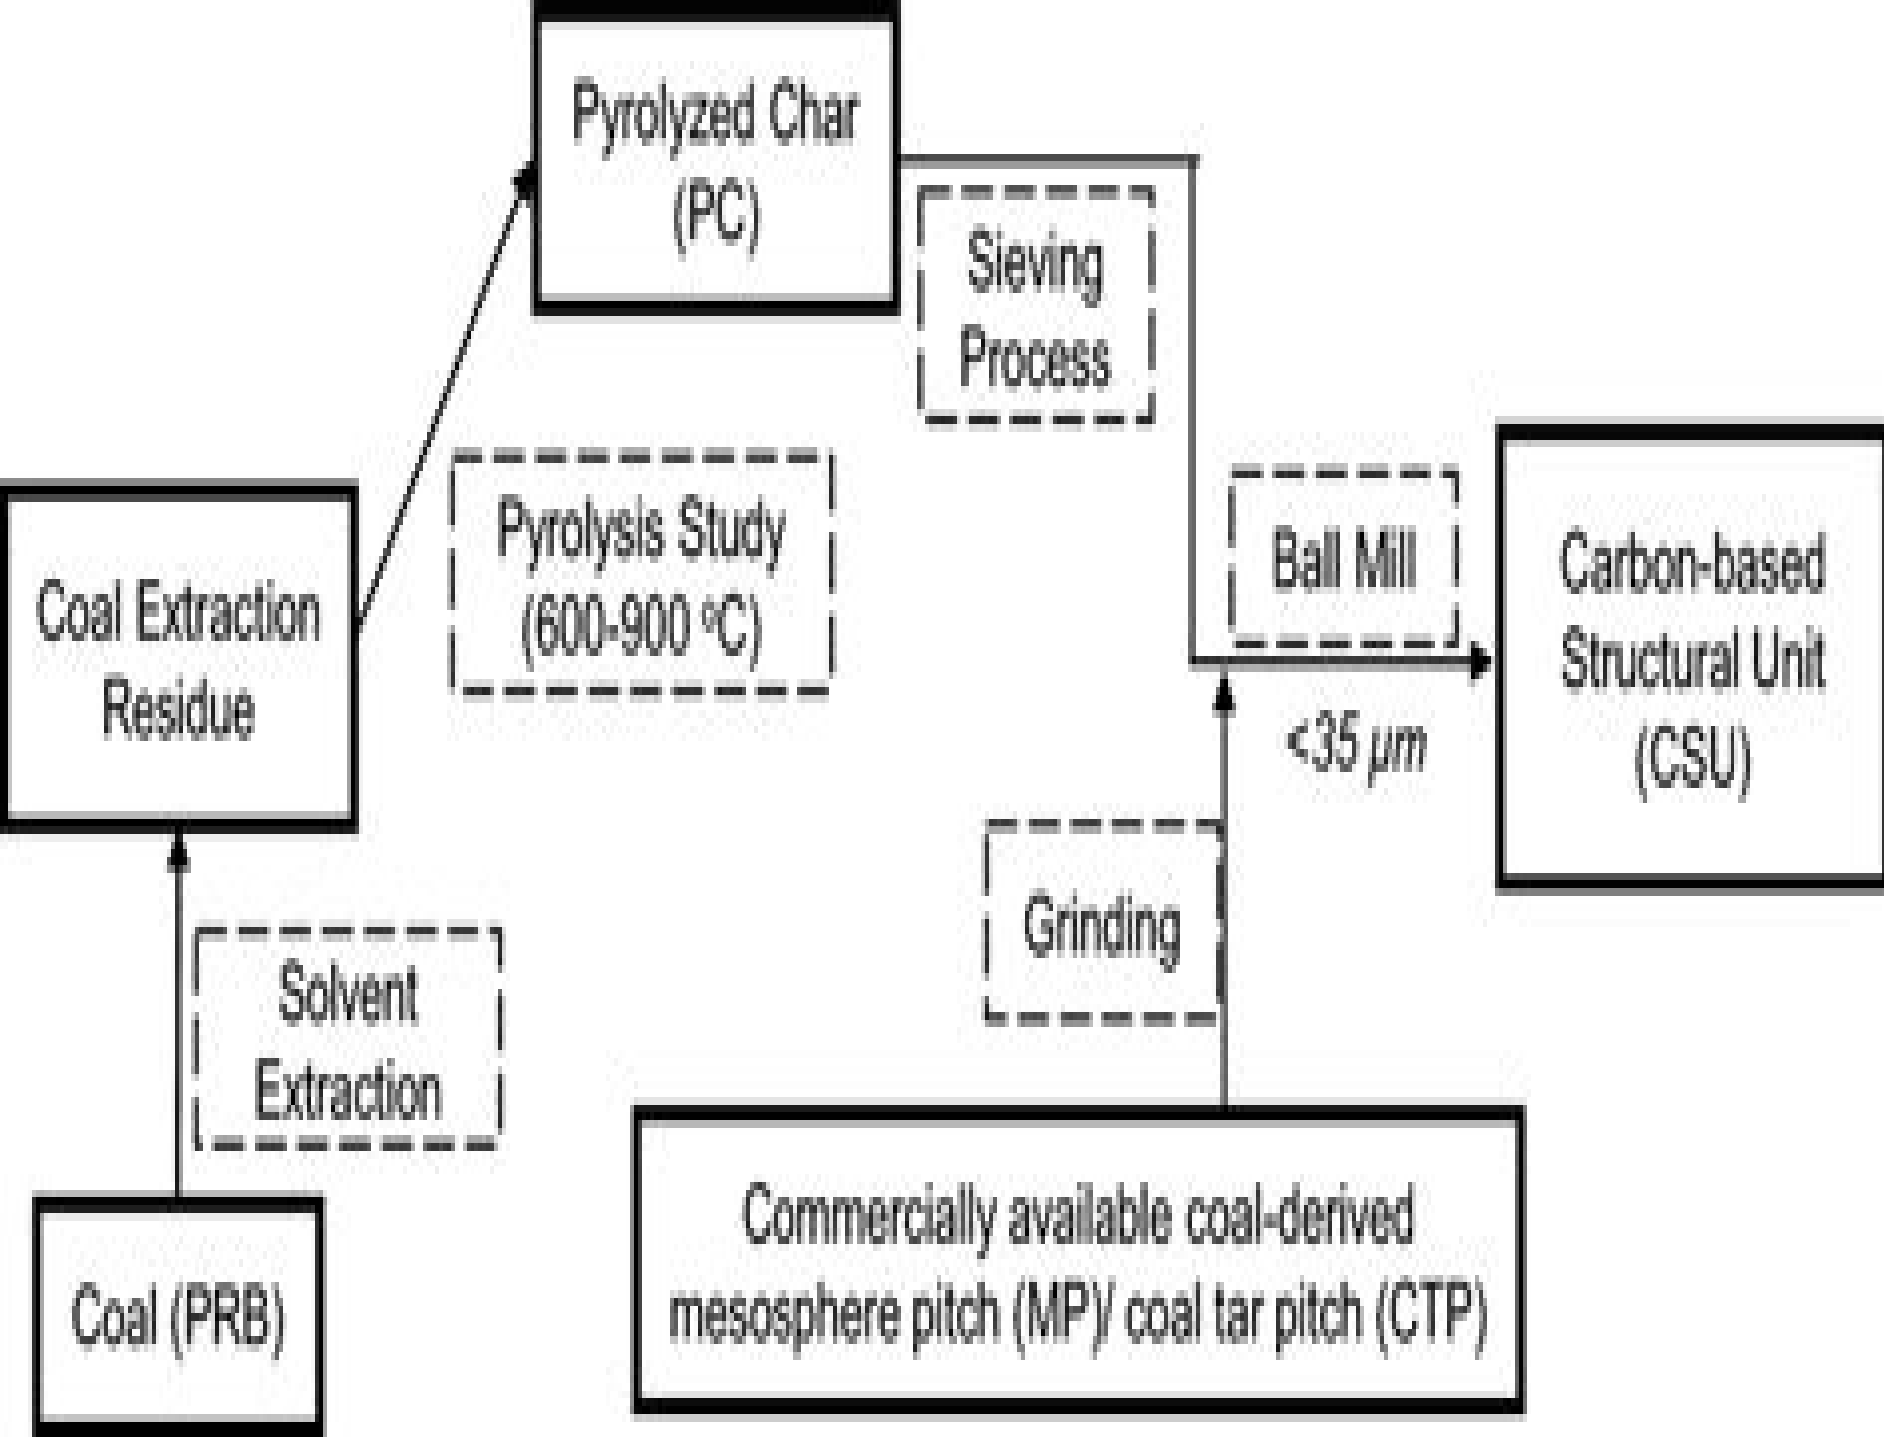 Pyrolyzed Char
(PC)
Sieving
Process
Pyrolysis Study
(600-900 ºC)
Coal Extraction
Residue
Ball Mill
<35 µm
Carbon-based
Structural Unit
(CSU)
Grinding
Solvent
Extraction
Coal (PRB)
Commercially available coal-derived
mesosphere pitch (MP)/ coal tar pitch (CTP)